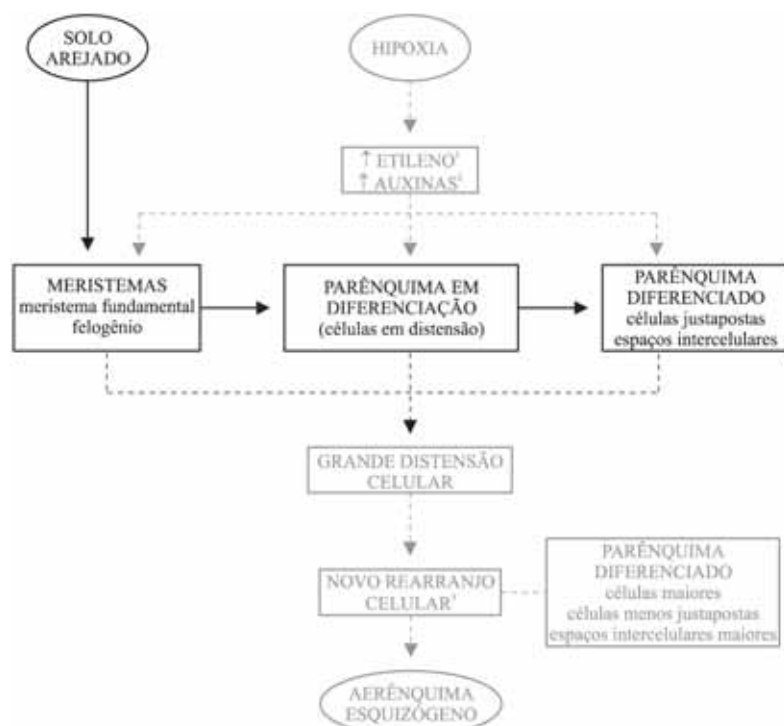 SOLO
AREJADO
HIPOXIA
↑ ETILENO¹
↑ AUXINAS²
MERISTEMAS
meristema fundamental
felogênio
PARÊNQUIMA EM
DIFERENCIAÇÃO
(células em distensão)
PARÊNQUIMA
DIFERENCIADO
células justapostas
espaços intercelulares
GRANDE DISTENSÃO
CELULAR
NOVO REARRANJO
CELULAR³
PARÊNQUIMA
DIFERENCIADO
células maiores
células menos justapostas
espaços intercelulares maiores
AERÊNQUIMA
ESQUIZÓGENO